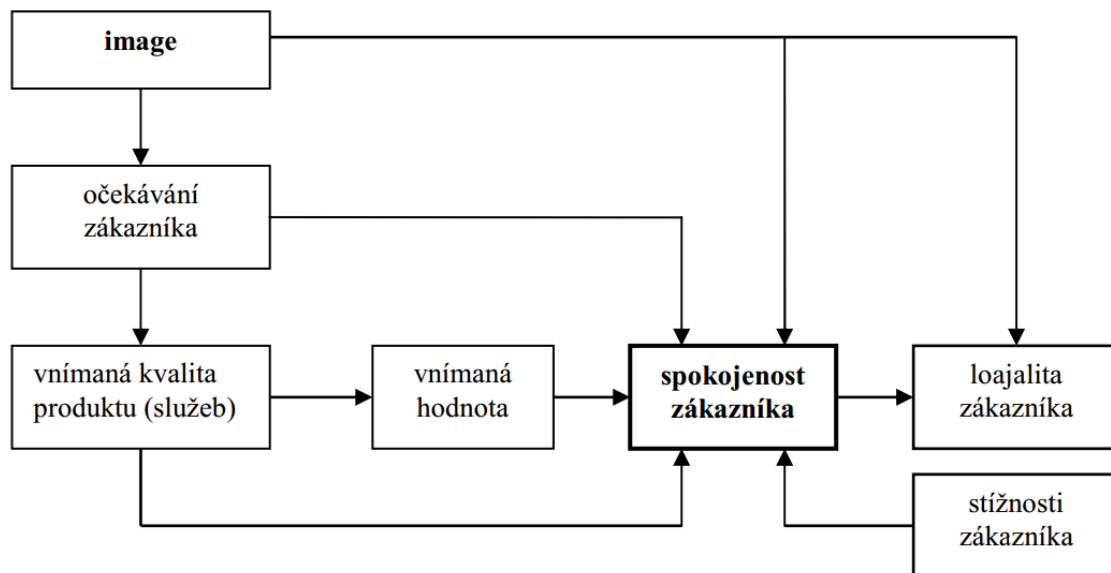 image
očekávání
zákazníka
vnímaná kvalita
produktu (služeb)
vnímaná
hodnota
spokojenost
zákazníka
loajalita
zákazníka
stížnosti
zákazníka